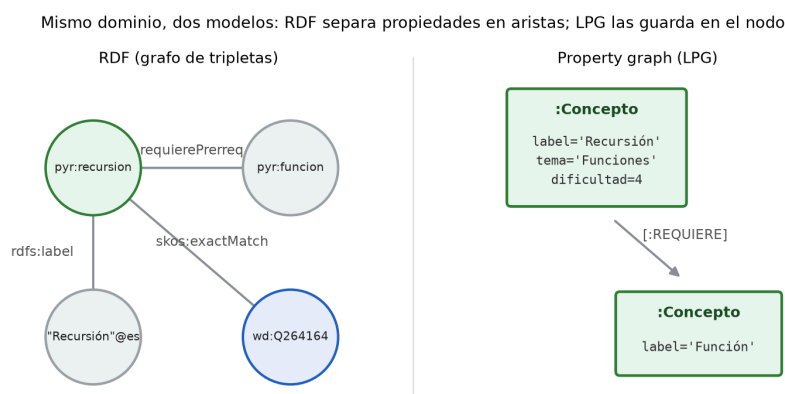 Mismo dominio, dos modelos: RDF separa propiedades en aristas; LPG las guarda en el nodo
RDF (grafo de tripletas)
pyr:recursion
requierePrerreq
pyr:funcion
rdfs:label
skos:exactMatch
"Recursión"@es
wd:Q264164
Property graph (LPG)
:Concepto
label='Recursión'
tema='Funciones'
dificultad=4
[:REQUIERE]
:Concepto
label='Función'